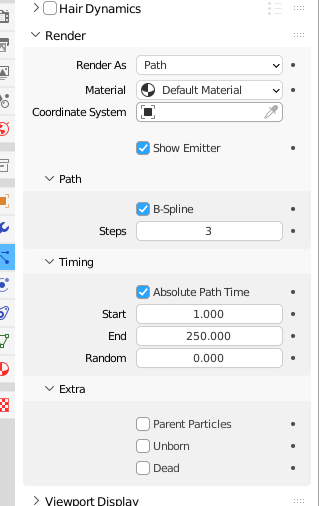 Hair Dynamics
Render
Render As Path
Material Default Material
Coordinate System
Show Emitter
Path
B-Spline
Steps 3
Timing
Absolute Path Time
Start 1.000
End 250.000
Random 0.000
Extra
Parent Particles
Unborn
Dead
Viewport Display